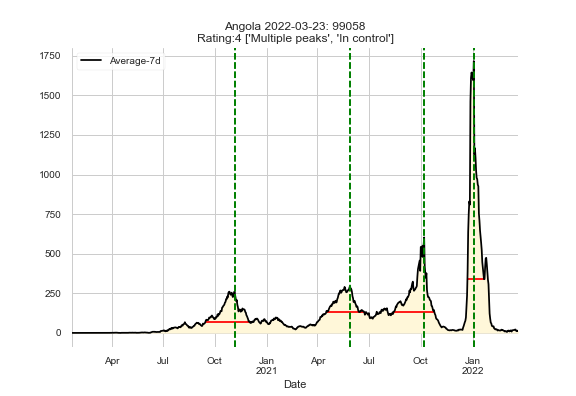 Angola 2022-03-23: 99058
Rating:4 ['Multiple peaks', 'In control']
Average-7d
1750
1500
1250
1000
750
500
250
0
Apr Jul Oct Jan Apr Jul Oct Jan
2021 2022
Date